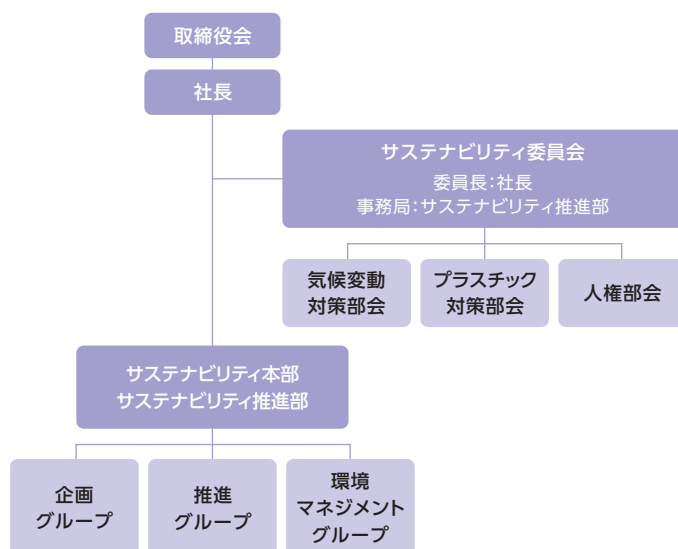 取締役会
社長
サステナビリティ委員会
委員長：社長
事務局：サステナビリティ推進部
気候変動
対策部会
プラスチック
対策部会
人権部会
サステナビリティ本部
サステナビリティ推進部
企画
グループ
推進
グループ
環境
マネジメント
グループ